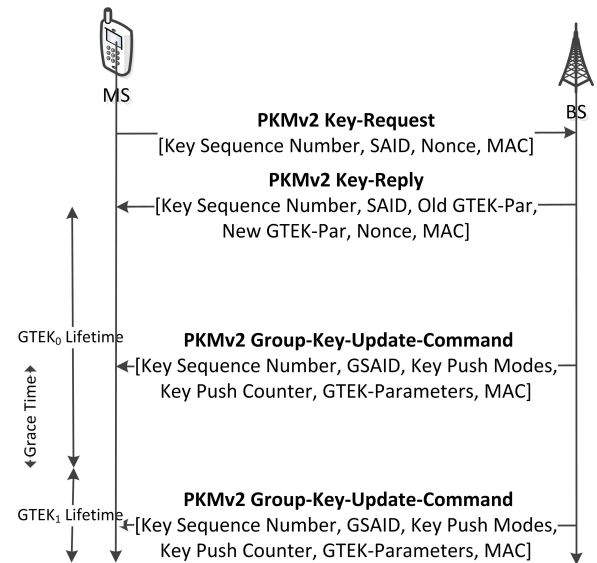 MS
BS
PKMv2 Key-Request
[Key Sequence Number, SAID, Nonce, MAC]
PKMv2 Key-Reply
[Key Sequence Number, SAID, Old GTEK-Par,
New GTEK-Par, Nonce, MAC]
GTEK₀ Lifetime
PKMv2 Group-Key-Update-Command
[Key Sequence Number, GSAID, Key Push Modes,
Key Push Counter, GTEK-Parameters, MAC]
Grace Time
GTEK₁ Lifetime
PKMv2 Group-Key-Update-Command
[Key Sequence Number, GSAID, Key Push Modes,
Key Push Counter, GTEK-Parameters, MAC]